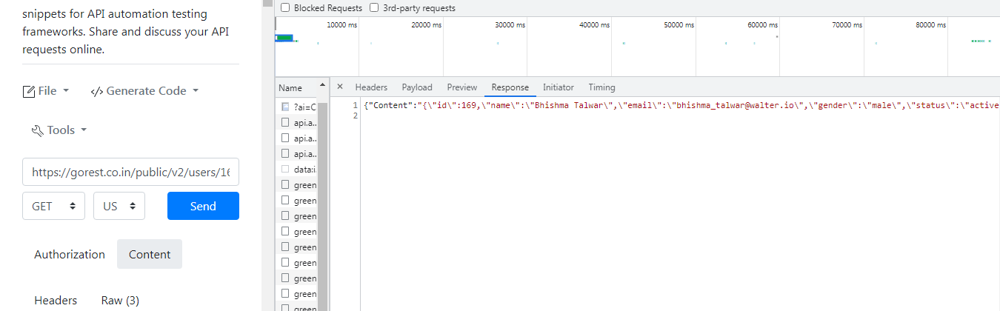 snippets for API automation testing
frameworks. Share and discuss your API
requests online.
File
Generate Code
Tools
https://gorest.co.in/public/v2/users/16
GET
US
Send
Authorization
Content
Headers
Raw (3)
Blocked Requests
3rd-party requests
10000 ms
20000 ms
30000 ms
40000 ms
50000 ms
60000 ms
70000 ms
80000 ms
Name
?ai=C
api.a...
api.a...
api.a...
data:i...
green
green
green
green
green
green
green
green
green
× Headers Payload Preview Response Initiator Timing
1 {"Content":"{\"id\":169,\"name\":\"Bhishma Talwar\",\"email\":\"bhishma_talwar@walter.io\",\"gender\":\"male\",\"status\":\"active
2